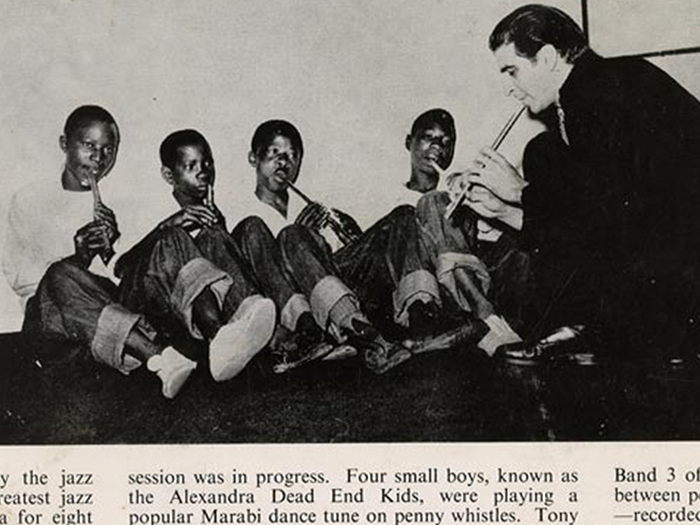 y the jazz
reatest jazz
a for eight
session was in progress. Four small boys, known as
the Alexandra Dead End Kids, were playing a
popular Marabi dance tune on penny whistles. Tony
Band 3 of
between p
—recorded